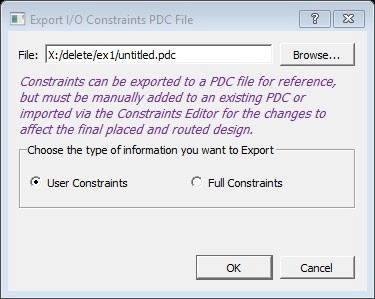 Export I/O Constraints PDC File
? X
File: X:/delete/ex1/untitled.pdc Browse...
Constraints can be exported to a PDC file for reference,
but must be manually added to an existing PDC or
imported via the Constraints Editor for the changes to
affect the final placed and routed design.
Choose the type of information you want to Export
User Constraints Full Constraints
OK Cancel